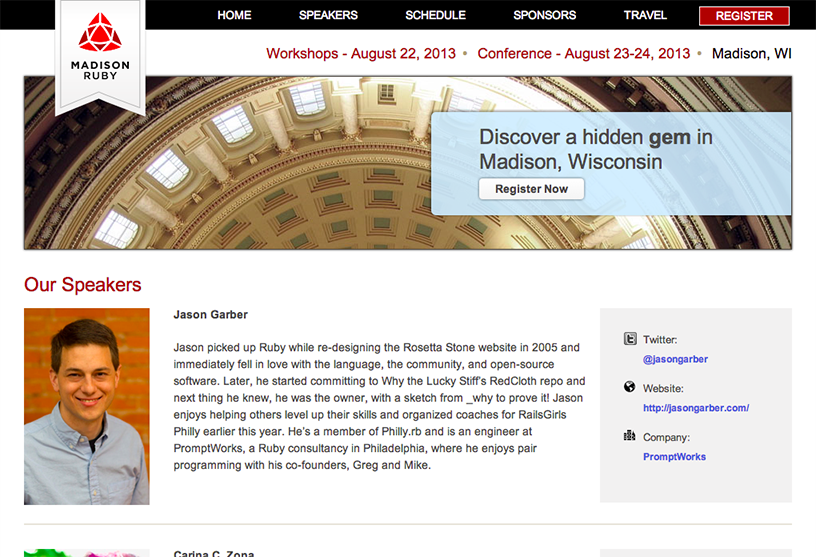 HOME SPEAKERS SCHEDULE SPONSORS TRAVEL REGISTER
MADISON
RUBY
Workshops - August 22, 2013 • Conference - August 23-24, 2013 • Madison, WI
Discover a hidden gem in
Madison, Wisconsin
Register Now
Our Speakers
Jason Garber
Jason picked up Ruby while re-designing the Rosetta Stone website in 2005 and
immediately fell in love with the language, the community, and open-source
software. Later, he started committing to Why the Lucky Stiff's RedCloth repo and
next thing he knew, he was the owner, with a sketch from _why to prove it! Jason
enjoys helping others level up their skills and organized coaches for RailsGirls
Philly earlier this year. He's a member of Philly.rb and is an engineer at
PromptWorks, a Ruby consultancy in Philadelphia, where he enjoys pair
programming with his co-founders, Greg and Mike.
Twitter:
@jasongarber
Website:
http://jasongarber.com/
Company:
PromptWorks
Carina C. Zona